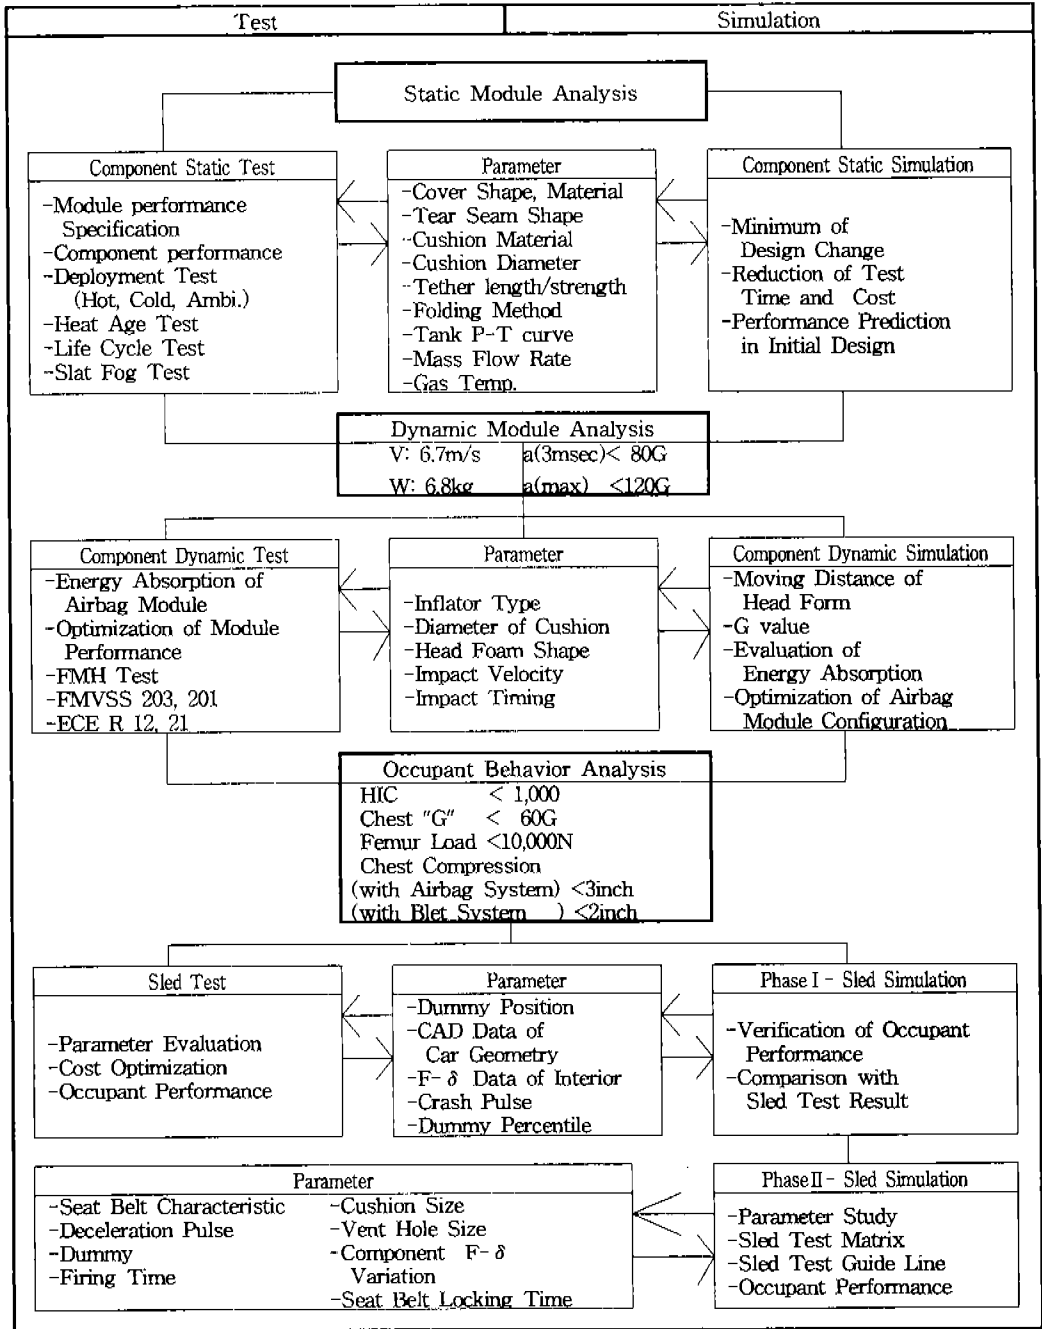 Test
Simulation
Static Module Analysis
Component Static Test
-Module performance
Specification
-Component performance
-Deployment Test
(Hot, Cold, Ambi.)
-Heat Age Test
-Life Cycle Test
-Slat Fog Test
Parameter
-Cover Shape, Material
-Tear Seam Shape
-Cushion Material
-Cushion Diameter
-Tether length/strength
-Folding Method
-Tank P-T curve
-Mass Flow Rate
-Gas Temp.
Component Static Simulation
-Minimum of
Design Change
-Reduction of Test
Time and Cost
-Performance Prediction
in Initial Design
Dynamic Module Analysis
V: 6.7m/s a(3msec)< 80G
W: 6.8kg a(max) <120G
Component Dynamic Test
-Energy Absorption of
Airbag Module
-Optimization of Module
Performance
-FMH Test
-FMVSS 203, 201
-ECE R 12, 21
Parameter
-Inflator Type
-Diameter of Cushion
-Head Foam Shape
-Impact Velocity
-Impact Timing
Component Dynamic Simulation
-Moving Distance of
Head Form
-G value
-Evaluation of
Energy Absorption
-Optimization of Airbag
Module Configuration
Occupant Behavior Analysis
HIC < 1,000
Chest "G" < 60G
Femur Load <10,000N
Chest Compression
(with Airbag System) <3inch
(with Blet System ) <2inch
Sled Test
-Parameter Evaluation
-Cost Optimization
-Occupant Performance
Parameter
-Dummy Position
-CAD Data of
Car Geometry
-F-δ Data of Interior
-Crash Pulse
-Dummy Percentile
Phase I - Sled Simulation
-Verification of Occupant
Performance
-Comparison with
Sled Test Result
Parameter
-Seat Belt Characteristic
-Deceleration Pulse
-Dummy
-Firing Time
-Cushion Size
-Vent Hole Size
-Component F-δ
Variation
-Seat Belt Locking Time
Phase II - Sled Simulation
-Parameter Study
-Sled Test Matrix
-Sled Test Guide Line
-Occupant Performance